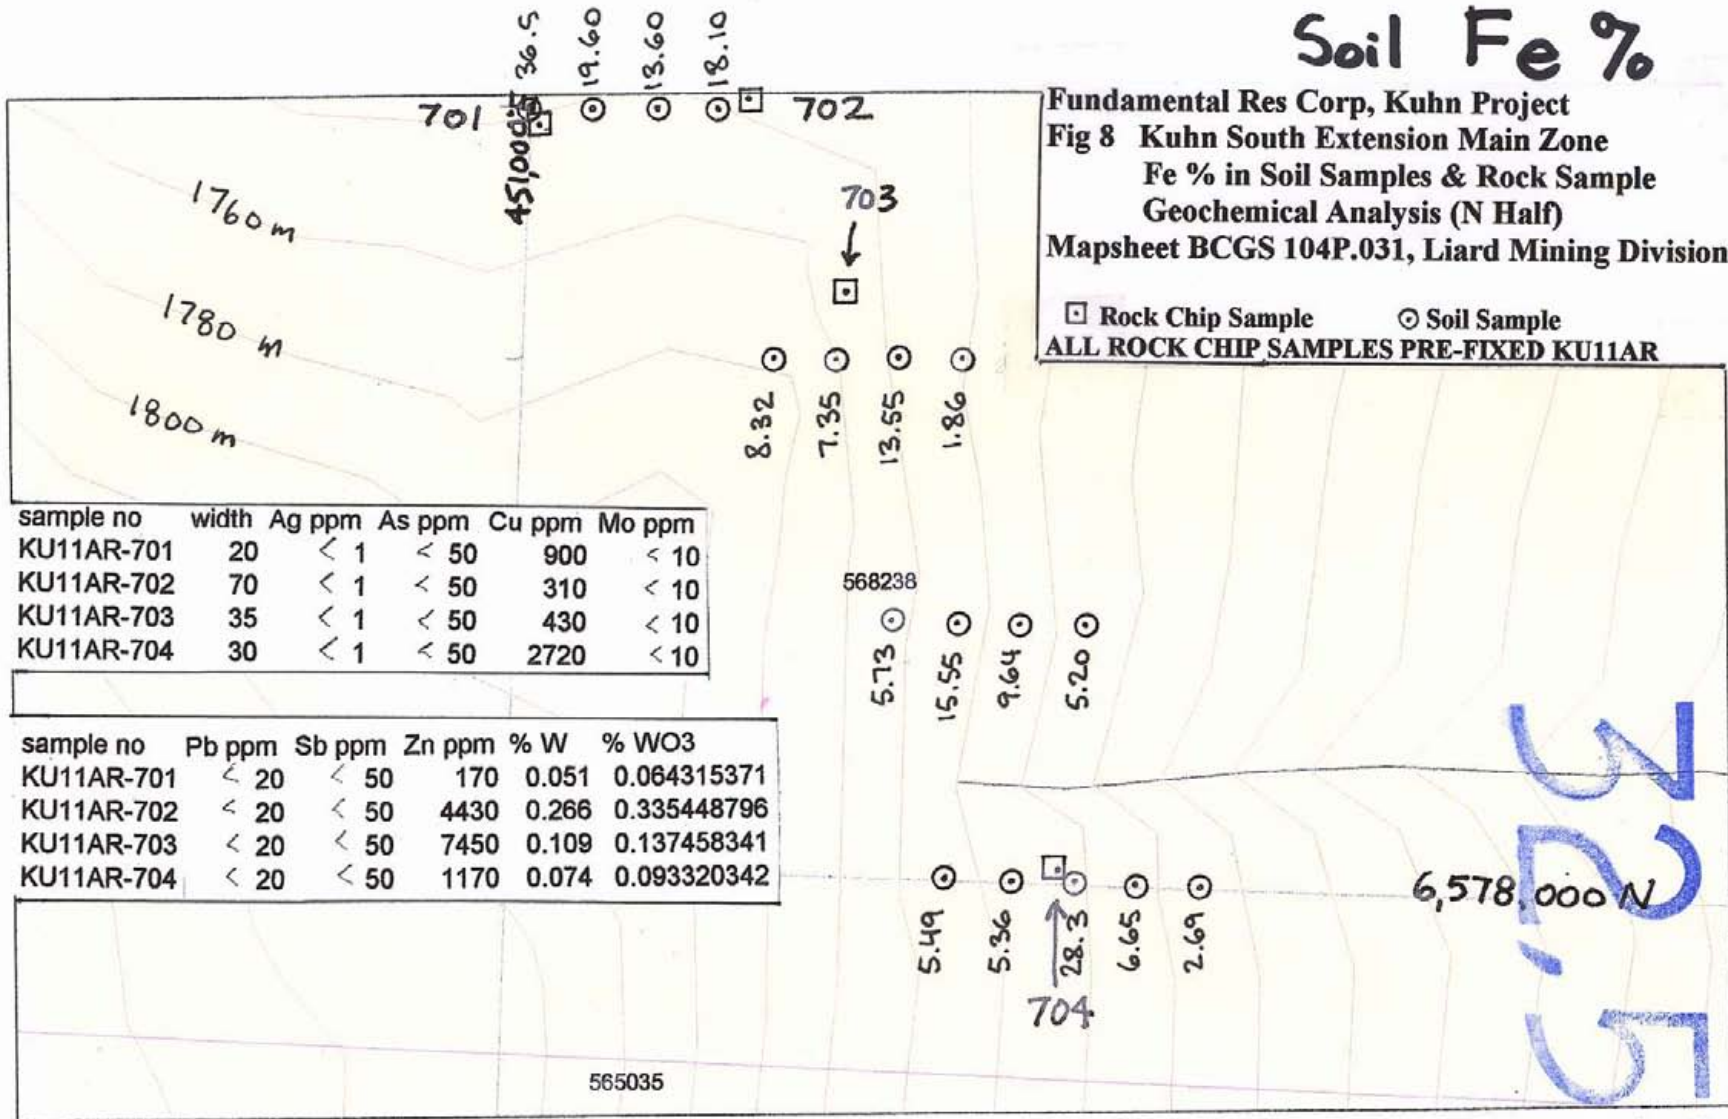 Soil Fe %
36.5 19.60 13.60 18.10
701 702
451,000 E
Fundamental Res Corp, Kuhn Project
Fig 8 Kuhn South Extension Main Zone
Fe % in Soil Samples & Rock Sample
Geochemical Analysis (N Half)
Mapsheet BCGS 104P.031, Liard Mining Division
Rock Chip Sample Soil Sample
ALL ROCK CHIP SAMPLES PRE-FIXED KU11AR
703
1760 m
1780 m
1800 m
8.32 7.35 13.55 1.86
sample no width Ag ppm As ppm Cu ppm Mo ppm
KU11AR-701 20 < 1 < 50 900 < 10
KU11AR-702 70 < 1 < 50 310 < 10
KU11AR-703 35 < 1 < 50 430 < 10
KU11AR-704 30 < 1 < 50 2720 < 10
568238
5.73 15.55 9.64 5.20
sample no Pb ppm Sb ppm Zn ppm % W % WO3
KU11AR-701 < 20 < 50 170 0.051 0.064315371
KU11AR-702 < 20 < 50 4430 0.266 0.335448796
KU11AR-703 < 20 < 50 7450 0.109 0.137458341
KU11AR-704 < 20 < 50 1170 0.074 0.093320342
6,578,000 N
5.49 5.36 28.3 6.65 2.69
704
565035
32,5